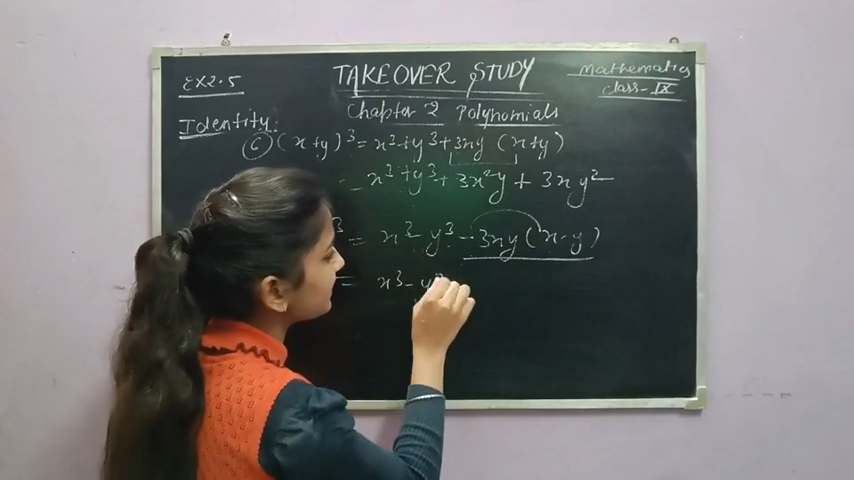 TAKEOVER STUDY
EX2.5
Mathematics
class-IX
Chapter 2 Polynomials
Identity:
⑥ (x+y)³ = x³+y³+3xy (x+y)
= x³+y³+3x²y + 3xy²
³ = x³-y³-3xy(x-y)
= x³-y